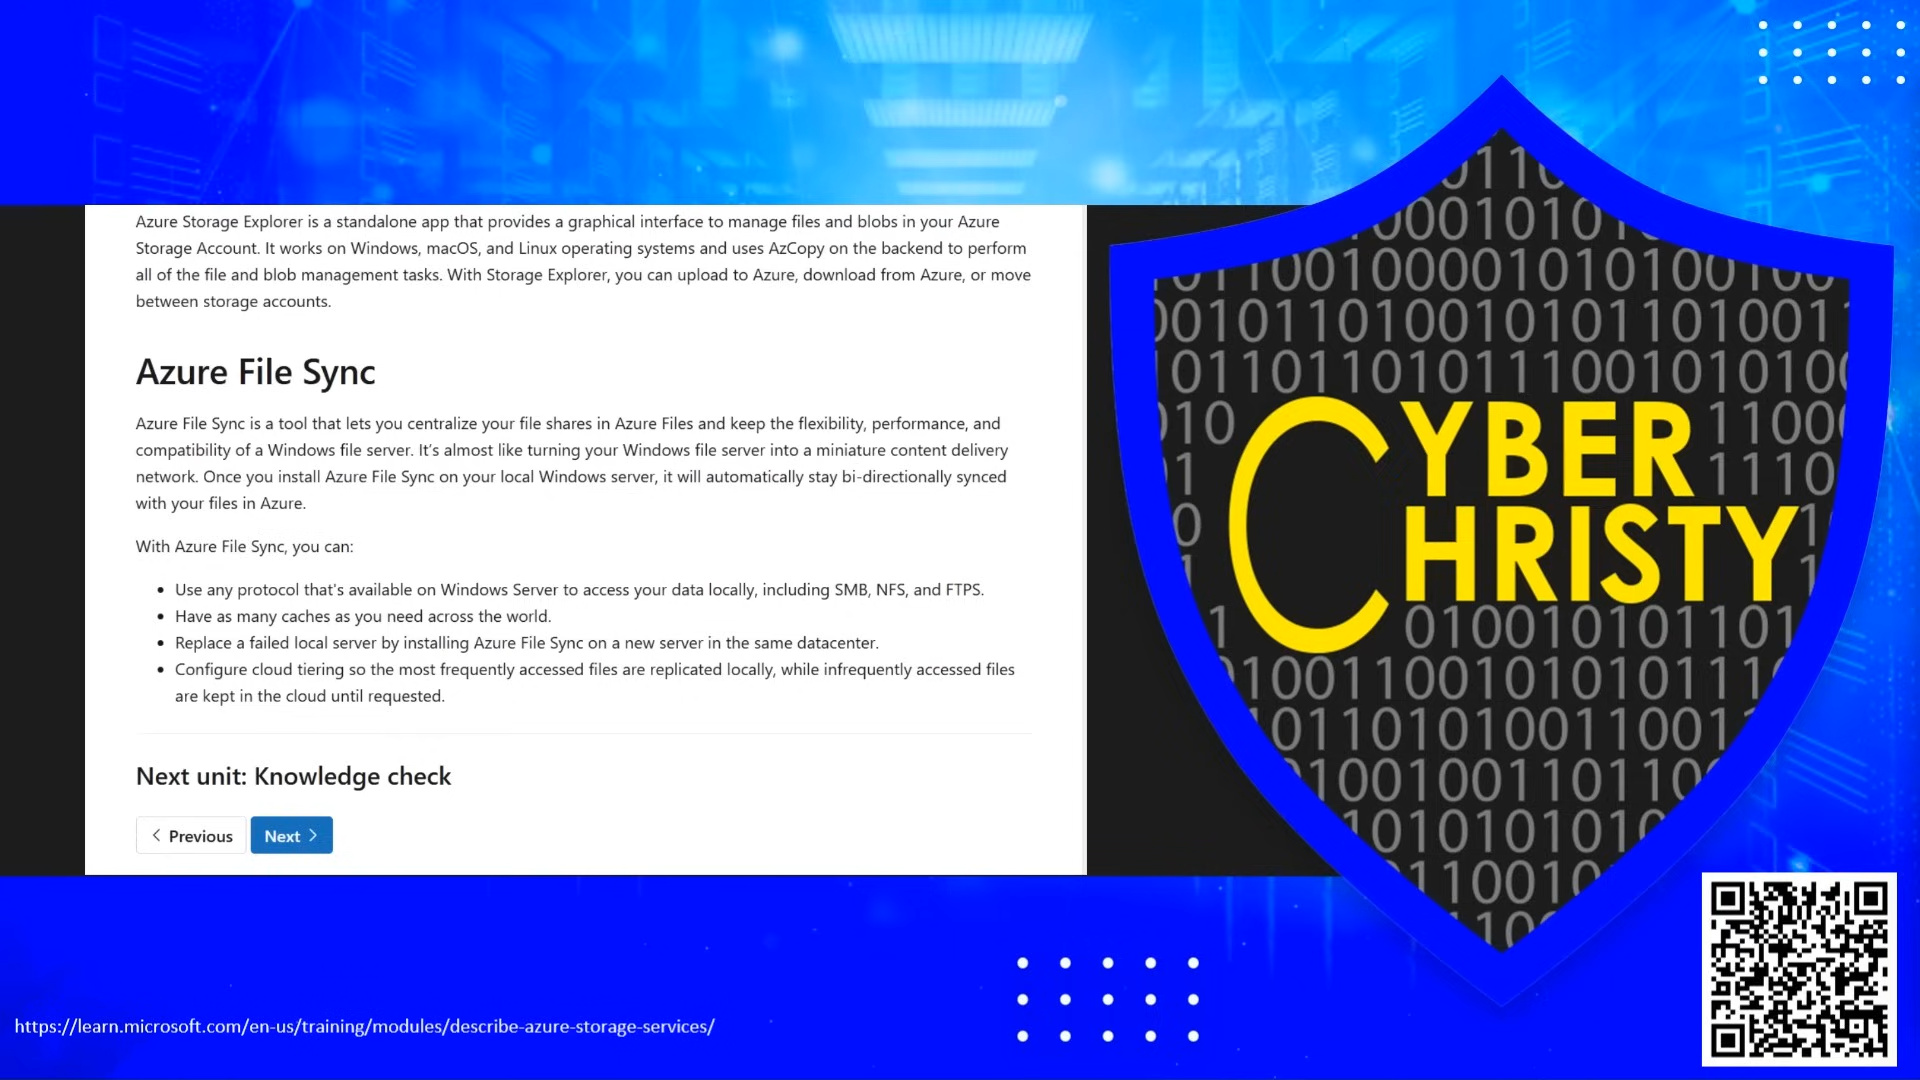 Azure Storage Explorer is a standalone app that provides a graphical interface to manage files and blobs in your Azure
Storage Account. It works on Windows, macOS, and Linux operating systems and uses AzCopy on the backend to perform
all of the file and blob management tasks. With Storage Explorer, you can upload to Azure, download from Azure, or move
between storage accounts.
Azure File Sync
Azure File Sync is a tool that lets you centralize your file shares in Azure Files and keep the flexibility, performance, and
compatibility of a Windows file server. It’s almost like turning your Windows file server into a miniature content delivery
network. Once you install Azure File Sync on your local Windows server, it will automatically stay bi-directionally synced
with your files in Azure.
With Azure File Sync, you can:
• Use any protocol that's available on Windows Server to access your data locally, including SMB, NFS, and FTPS.
• Have as many caches as you need across the world.
• Replace a failed local server by installing Azure File Sync on a new server in the same datacenter.
• Configure cloud tiering so the most frequently accessed files are replicated locally, while infrequently accessed files
are kept in the cloud until requested.
Next unit: Knowledge check
< Previous
Next >
CYBER
CHRISTY
https://learn.microsoft.com/en-us/training/modules/describe-azure-storage-services/